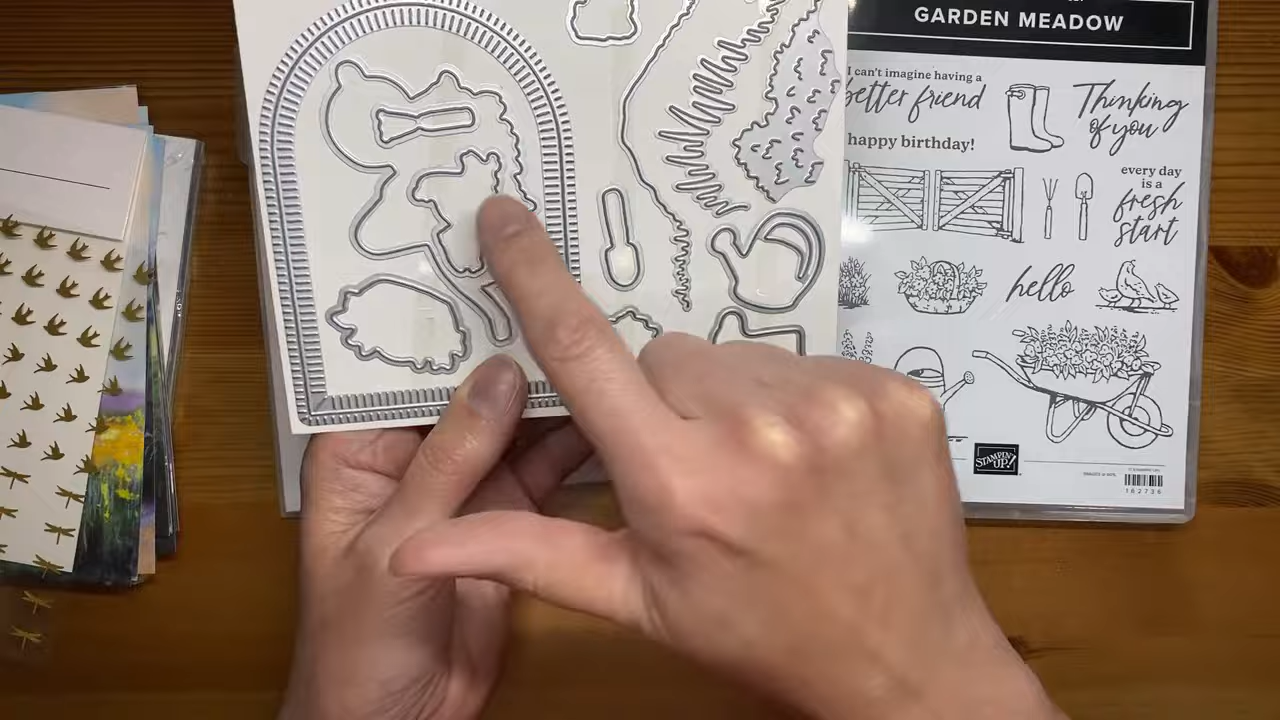 GARDEN MEADOW
I can't imagine having a
better friend
Thinking
of you
happy birthday!
every day
is a
fresh
start
hello
STAMPIN'
UP!
182736